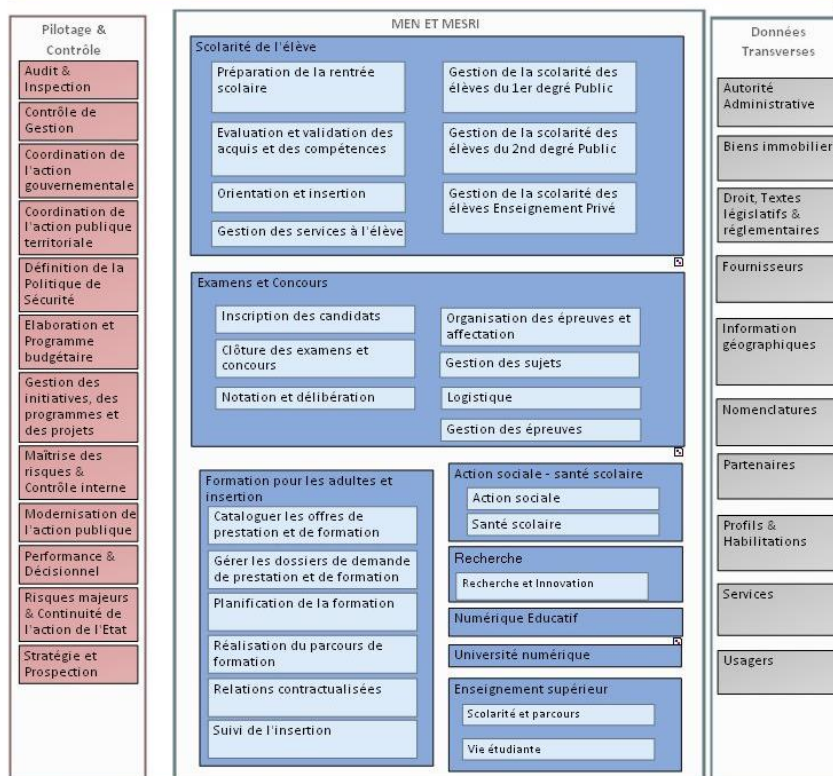 Pilotage &
Contrôle
Audit &
Inspection
Contrôle de
Gestion
Coordination de
l'action
gouvernementale
Coordination de
l'action publique
territoriale
Définition de la
Politique de
Sécurité
Elaboration et
Programme
budgétaire
Gestion des
initiatives, des
programmes et
des projets
Maîtrise des
risques &
Contrôle interne
Modernisation de
l'action publique
Performance &
Décisionnel
Risques majeurs
& Continuité de
l'action de l'Etat
Stratégie et
Prospection
MEN ET MESRI
Scolarité de l'élève
Préparation de la rentrée
scolaire
Evaluation et validation des
acquis et des compétences
Orientation et insertion
Gestion des services à l'élève
Gestion de la scolarité des
élèves du 1er degré Public
Gestion de la scolarité des
élèves du 2nd degré Public
Gestion de la scolarité des
élèves Enseignement Privé
Examens et Concours
Inscription des candidats
Clôture des examens et
concours
Notation et délibération
Organisation des épreuves et
affectation
Gestion des sujets
Logistique
Gestion des épreuves
Formation pour les adultes et
insertion
Cataloguer les offres de
prestation et de formation
Gérer les dossiers de demande
de prestation et de formation
Planification de la formation
Réalisation du parcours de
formation
Relations contractualisées
Suivi de l'insertion
Action sociale - santé scolaire
Action sociale
Santé scolaire
Recherche
Recherche et Innovation
Numérique Educatif
Université numérique
Enseignement supérieur
Scolarité et parcours
Vie étudiante
Données
Transverses
Autorité
Administrative
Biens immobilier
Droit, Textes
législatifs &
réglementaires
Fournisseurs
Information
géographiques
Nomenclatures
Partenaires
Profils &
Habilitations
Services
Usagers